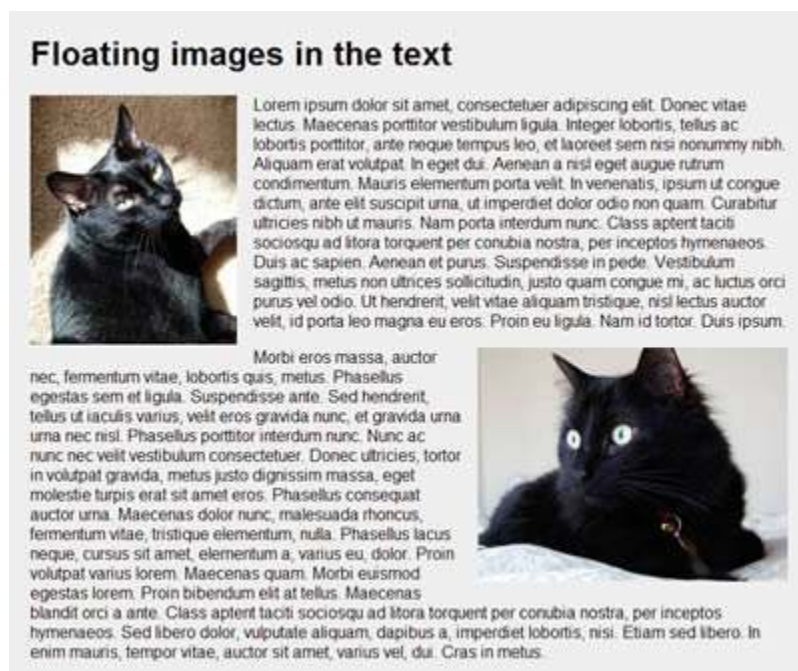 Floating images in the text
Lorem ipsum dolor sit amet, consectetuer adipiscing elit. Donec vitae
lectus. Maecenas porttitor vestibulum ligula. Integer lobortis, tellus ac
lobortis porttitor, ante neque tempus leo, et laoreet sem nisi nonummy nibh.
Aliquam erat volutpat. In eget dui. Aenean a nisl eget augue rutrum
condimentum. Mauris elementum porta velit. In venenatis, ipsum ut congue
dictum, ante elit suscipit urna, ut imperdiet dolor odio non quam. Curabitur
ultricies nibh ut mauris. Nam porta interdum nunc. Class aptent taciti
sociosqu ad litora torquent per conubia nostra, per inceptos hymenaeos.
Duis ac sapien. Aenean et purus. Suspendisse in pede. Vestibulum
sagittis, metus non ultrices sollicitudin, justo quam congue mi, ac luctus orci
purus vel odio. Ut hendrerit, velit vitae aliquam tristique, nisl lectus auctor
velit, id porta leo magna eu eros. Proin eu ligula. Nam id tortor. Duis ipsum.
Morbi eros massa, auctor
nec, fermentum vitae, lobortis quis, metus. Phasellus
egestas sem et ligula. Suspendisse ante. Sed hendrerit,
tellus ut iaculis varius, velit eros gravida nunc, et gravida urna
urna nec nisl. Phasellus porttitor interdum nunc. Nunc ac
nunc nec velit vestibulum consectetuer. Donec ultricies, tortor
in volutpat gravida, metus justo dignissim massa, eget
molestie turpis erat sit amet eros. Phasellus consequat
auctor urna. Maecenas dolor nunc, malesuada rhoncus,
fermentum vitae, tristique elementum, nulla. Phasellus lacus
neque, cursus sit amet, elementum a, varius eu, dolor. Proin
volutpat varius lorem. Maecenas quam. Morbi euismod
egestas lorem. Proin bibendum elit at tellus. Maecenas
blandit orci a ante. Class aptent taciti sociosqu ad litora torquent per conubia nostra, per inceptos
hymenaeos. Sed libero dolor, vulputate aliquam, dapibus a, imperdiet lobortis, nisi. Etiam sed libero. In
enim mauris, tempor vitae, auctor sit amet, varius vel, dui. Cras in metus.